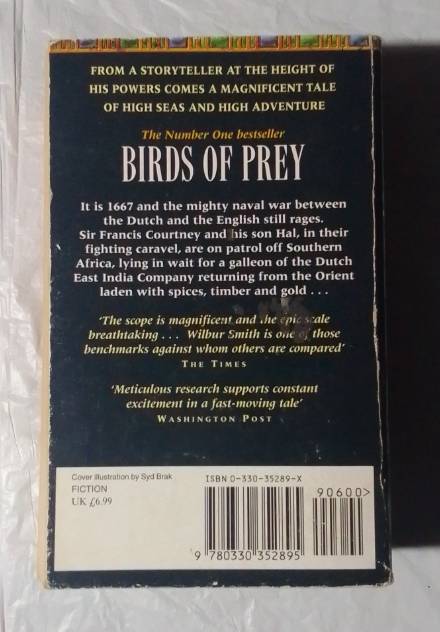 FROM A STORYTELLER AT THE HEIGHT OF
HIS POWERS COMES A MAGNIFICENT TALE
OF HIGH SEAS AND HIGH ADVENTURE
The Number One bestseller
BIRDS OF PREY
It is 1667 and the mighty naval war between
the Dutch and the English still rages.
Sir Francis Courtney and his son Hal, in their
fighting caravel, are on patrol off Southern
Africa, lying in wait for a galleon of the Dutch
East India Company returning from the Orient
laden with spices, timber and gold . . .
‘The scope is magnificent and the epic scale
breathtaking . . . Wilbur Smith is one of those
benchmarks against whom others are compared’
THE TIMES
‘Meticulous research supports constant
excitement in a fast-moving tale’
WASHINGTON POST
Cover illustration by Syd Brak
FICTION
UK £6.99
ISBN 0-330-35289-X
90600>
9 780330 352895